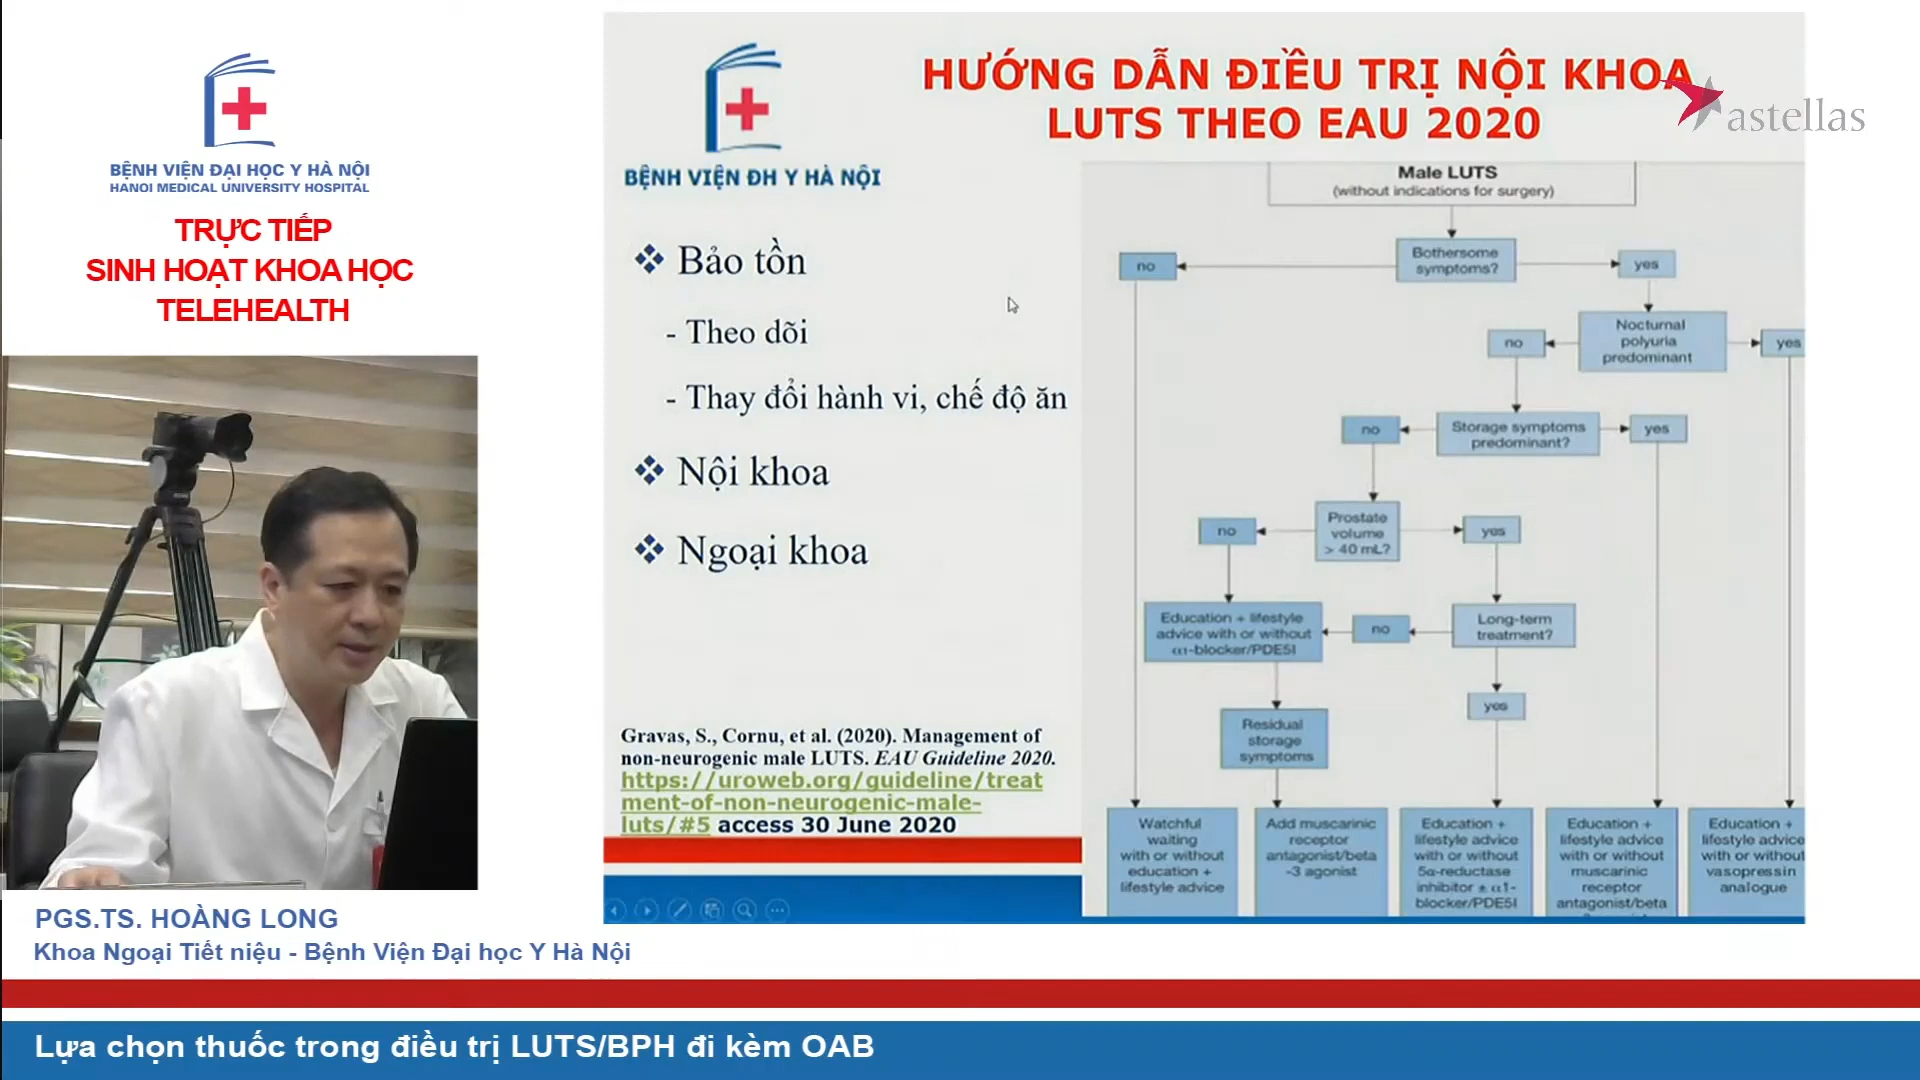 BỆNH VIỆN ĐẠI HỌC Y HÀ NỘI
HANOI MEDICAL UNIVERSITY HOSPITAL
TRỰC TIẾP
SINH HOẠT KHOA HỌC
TELEHEALTH
BỆNH VIỆN ĐH Y HÀ NỘI
HƯỚNG DẪN ĐIỀU TRỊ NỘI KHOA
LUTS THEO EAU 2020
astellas
Bảo tồn
- Theo dõi
- Thay đổi hành vi, chế độ ăn
Nội khoa
Ngoại khoa
Gravas, S., Cornu, et al. (2020). Management of
non-neurogenic male LUTS. EAU Guideline 2020.
https://uroweb.org/guideline/treat
ment-of-non-neurogenic-male-
luts/#5 access 30 June 2020
Male LUTS
(without indications for surgery)
Bothersome
symptoms?
no
yes
Nocturnal
polyuria
predominant
no
yes
Storage symptoms
predominant?
no
yes
Prostate
volume
> 40 mL?
no
yes
Education + lifestyle
advice with or without
α1-blocker/PDE5I
no
Long-term
treatment?
yes
Residual
storage
symptoms
Watchful
waiting
with or without
education +
lifestyle advice
Add muscarinic
receptor
antagonist/beta
-3 agonist
Education +
lifestyle advice
with or without
5α-reductase
inhibitor ± α1-
blocker/PDE5I
Education +
lifestyle advice
with or without
muscarinic
receptor
antagonist/beta
Education +
lifestyle advice
with or without
vasopressin
analogue
PGS.TS. HOÀNG LONG
Khoa Ngoại Tiết niệu - Bệnh Viện Đại học Y Hà Nội
Lựa chọn thuốc trong điều trị LUTS/BPH đi kèm OAB